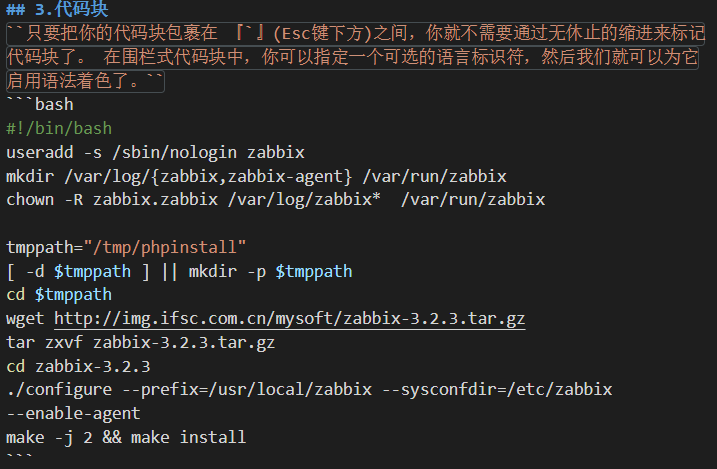 ## 3.代码块
``只要把你的代码块包裹在 『`』(Esc键下方)之间，你就不需要通过无休止的缩进来标记
代码块了。 在围栏式代码块中，你可以指定一个可选的语言标识符，然后我们就可以为它
启用语法着色了。``
```bash
#!/bin/bash
useradd -s /sbin/nologin zabbix
mkdir /var/log/{zabbix,zabbix-agent} /var/run/zabbix
chown -R zabbix.zabbix /var/log/zabbix*  /var/run/zabbix

tmppath="/tmp/phpinstall"
[ -d $tmppath ] || mkdir -p $tmppath
cd $tmppath
wget http://img.ifsc.com.cn/mysoft/zabbix-3.2.3.tar.gz
tar zxvf zabbix-3.2.3.tar.gz
cd zabbix-3.2.3
./configure --prefix=/usr/local/zabbix --sysconfdir=/etc/zabbix
--enable-agent
make -j 2 && make install
```